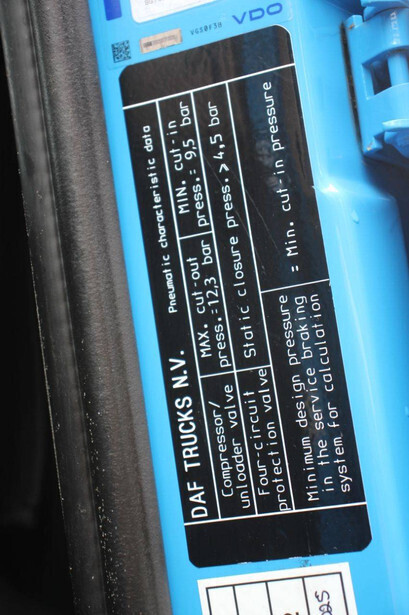 VDO
VG50F3H
DAF TRUCKS N.V. Pneumatic characteristic data
Compressor/ unloader valve
MAX. cut-out press.=12,3 bar
MIN. cut-in press.= 9,5 bar
Four-circuit protection valve
Static closure press.> 4,5 bar
Minimum design pressure in the service braking system, for calculation
= Min. cut-in pressure